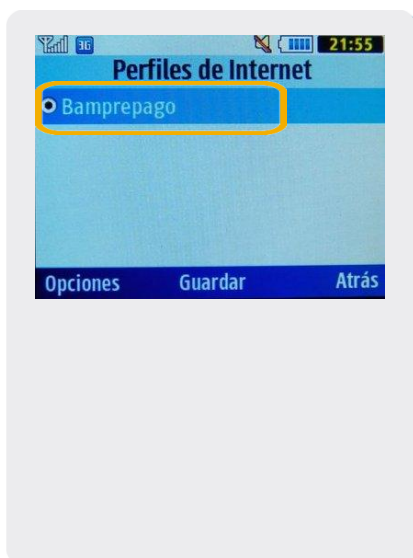 3G 21:55
Perfiles de Internet
Bamprepago
Opciones Guardar Atrás